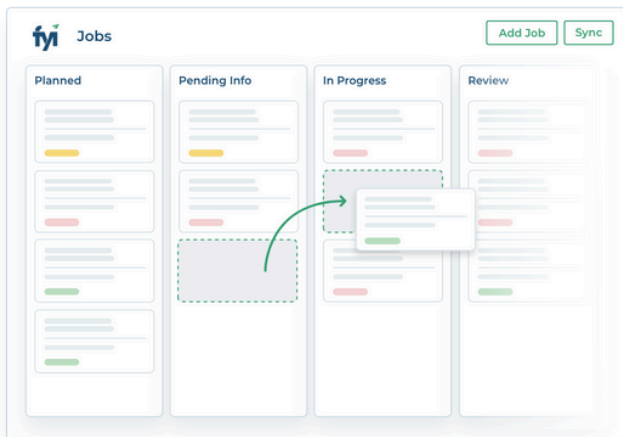 fyi Jobs
Add Job
Sync
Planned
Pending Info
In Progress
Review